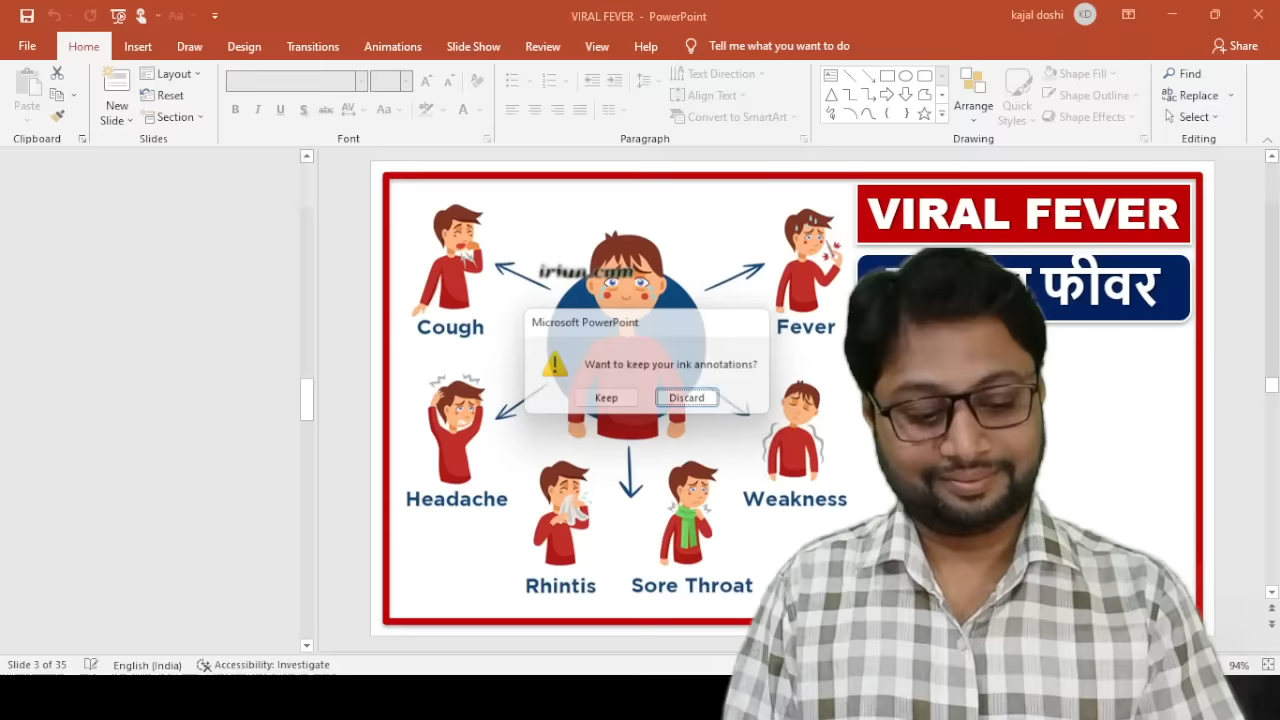 VIRAL FEVER - PowerPoint
kajal doshi
KD
File
Home
Insert
Draw
Design
Transitions
Animations
Slide Show
Review
View
Help
Tell me what you want to do
Share
Paste
New
Slide
Layout
Reset
Section
Text Direction
Align Text
Convert to SmartArt
Arrange
Quick
Styles
Shape Fill
Shape Outline
Shape Effects
Find
Replace
Select
Clipboard
Slides
Font
Paragraph
Drawing
Editing
VIRAL FEVER
फीवर
iriun.com
Cough
Fever
Microsoft PowerPoint
Want to keep your ink annotations?
Keep
Discard
Headache
Weakness
Rhintis
Sore Throat
Slide 3 of 35
English (India)
Accessibility: Investigate
94%